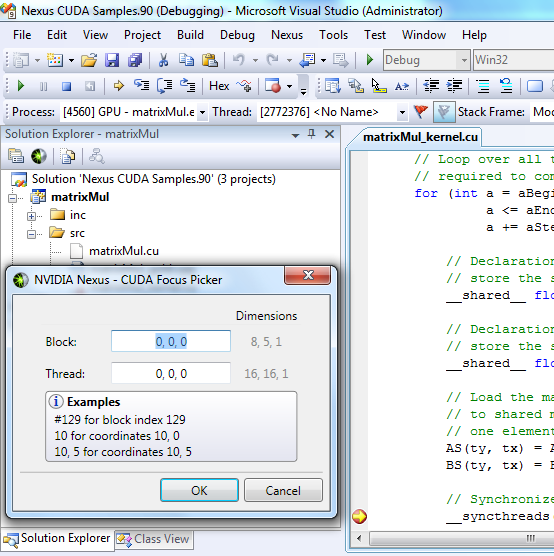 Nexus CUDA Samples.90 (Debugging) - Microsoft Visual Studio (Administrator)
File Edit View Project Build Debug Nexus Tools Test Window Help
Debug Win32
Hex
Process: [4560] GPU - matrixMul.e Thread: [2772376] <No Name> Stack Frame: Mod
Solution Explorer - matrixMul
matrixMul_kernel.cu
Solution 'Nexus CUDA Samples.90' (3 projects)
matrixMul
inc
src
matrixMul.cu
// Loop over all t
// required to com
for (int a = aBegi
a <= aEnd
a += aSte
// Declaration
// store the s
__shared__ flo
// Declaration
// store the s
__shared__ flo
// Load the ma
// to shared m
// one element
AS(ty, tx) = A
BS(ty, tx) = B
// Synchronize
__syncthreads
NVIDIA Nexus - CUDA Focus Picker
Dimensions
Block: 0, 0, 0 8, 5, 1
Thread: 0, 0, 0 16, 16, 1
Examples
#129 for block index 129
10 for coordinates 10, 0
10, 5 for coordinates 10, 5
OK Cancel
Solution Explorer Class View